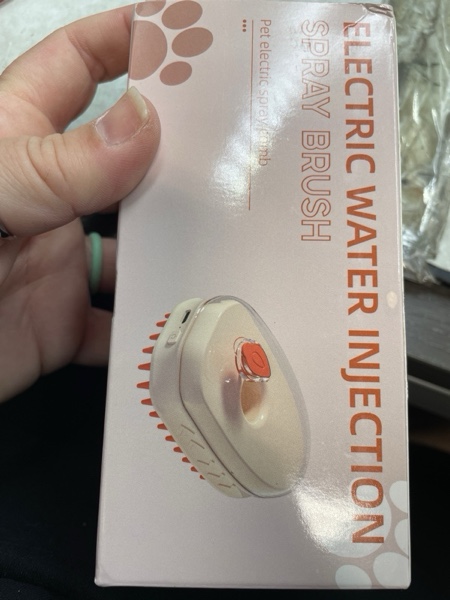 ELECTRIC WATER INJECTION
SPRAY BRUSH
Pet electric spray comb